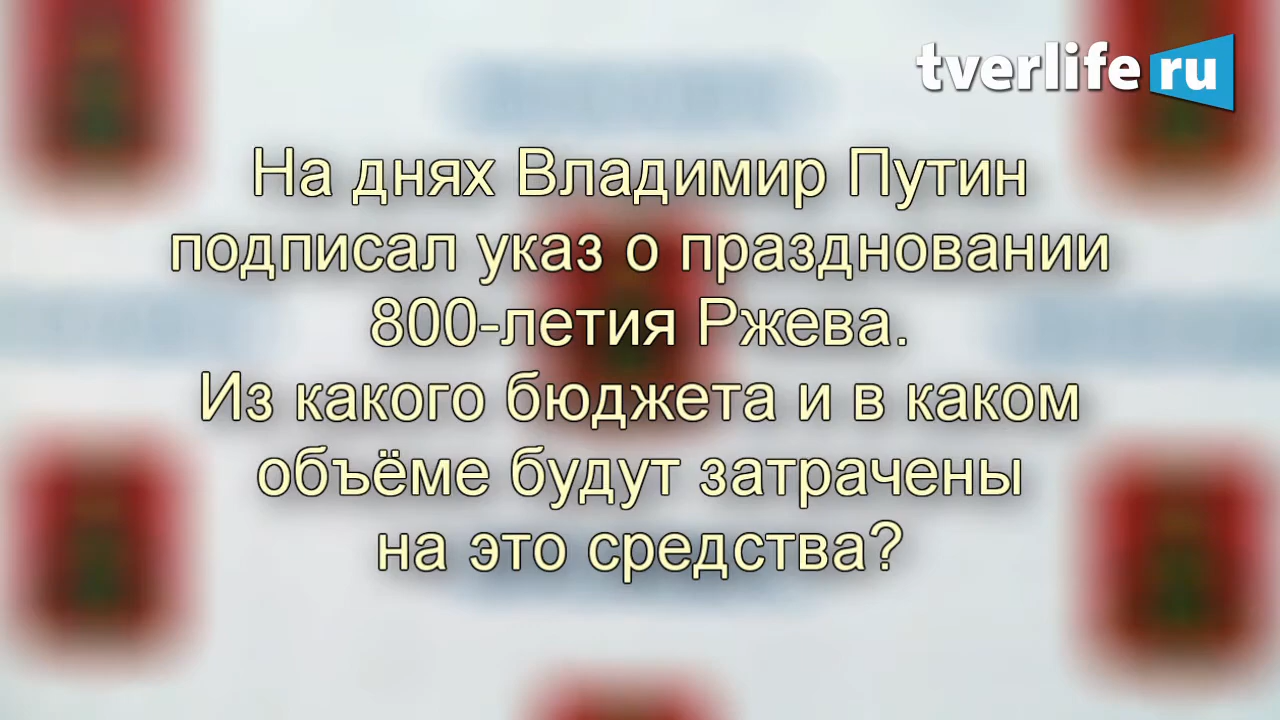 tverlife ru
На днях Владимир Путин
подписал указ о праздновании
800-летия Ржева.
Из какого бюджета и в каком
объёме будут затрачены
на это средства?